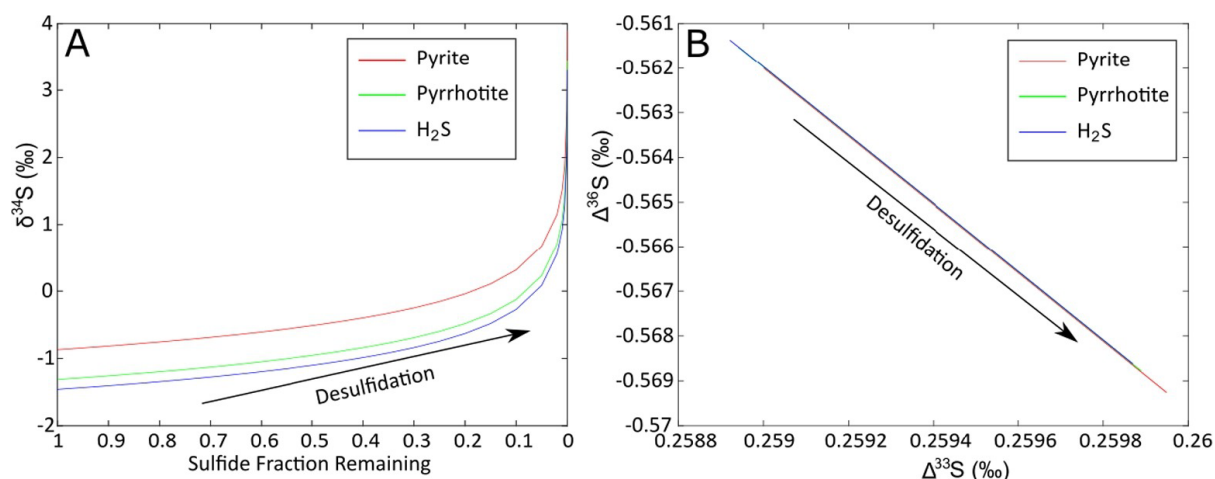 A
Pyrite
Pyrrhotite
H₂S
4
3
2
1
0
-1
-2
δ³⁴S (‰)
Desulfidation
1 0.9 0.8 0.7 0.6 0.5 0.4 0.3 0.2 0.1 0
Sulfide Fraction Remaining
B
Pyrite
Pyrrhotite
H₂S
-0.561
-0.562
-0.563
-0.564
-0.565
-0.566
-0.567
-0.568
-0.569
-0.57
Δ³⁶S (‰)
Desulfidation
0.2588 0.259 0.2592 0.2594 0.2596 0.2598 0.26
Δ³³S (‰)